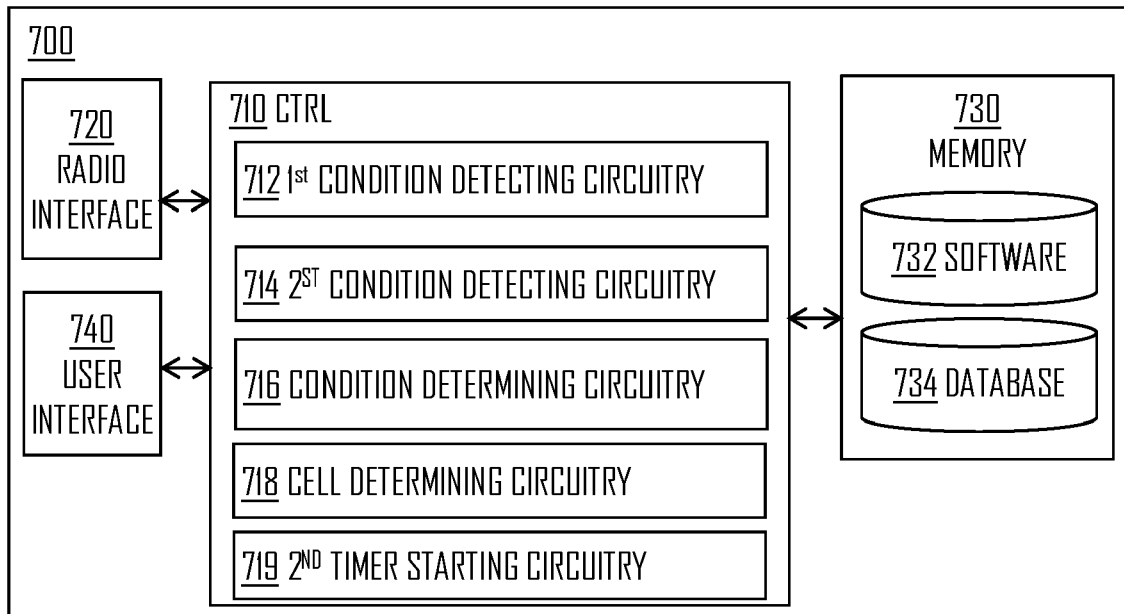 700
720
RADIO
INTERFACE
740
USER
INTERFACE
710 CTRL
712 1st CONDITION DETECTING CIRCUITRY
714 2ST CONDITION DETECTING CIRCUITRY
716 CONDITION DETERMINING CIRCUITRY
718 CELL DETERMINING CIRCUITRY
719 2ND TIMER STARTING CIRCUITRY
730
MEMORY
732 SOFTWARE
734 DATABASE